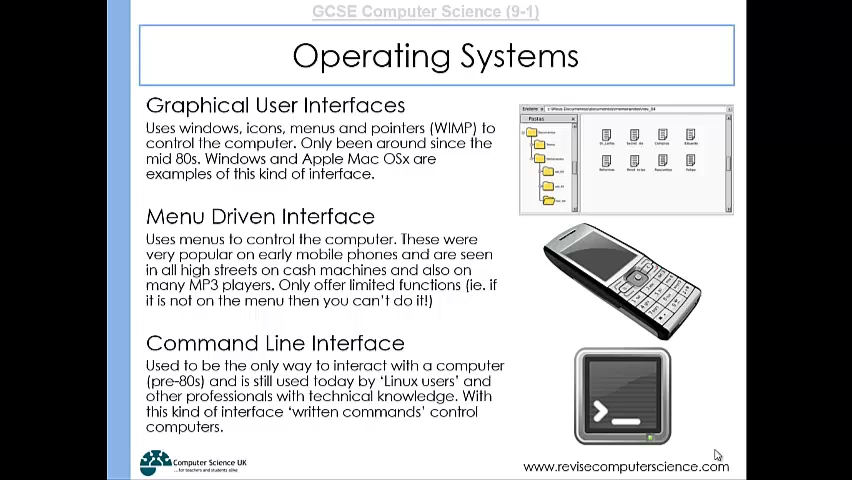 GCSE Computer Science (9-1)
Operating Systems
Graphical User Interfaces
Uses windows, icons, menus and pointers (WIMP) to
control the computer. Only been around since the
mid 80s. Windows and Apple Mac OSx are
examples of this kind of interface.
Menu Driven Interface
Uses menus to control the computer. These were
very popular on early mobile phones and are seen
in all high streets on cash machines and also on
many MP3 players. Only offer limited functions (ie. if
it is not on the menu then you can't do it!)
Command Line Interface
Used to be the only way to interact with a computer
(pre-80s) and is still used today by ‘Linux users’ and
other professionals with technical knowledge. With
this kind of interface ‘written commands’ control
computers.
Pastas
Computer Science UK
...for teachers and students alike
www.revisecomputerscience.com